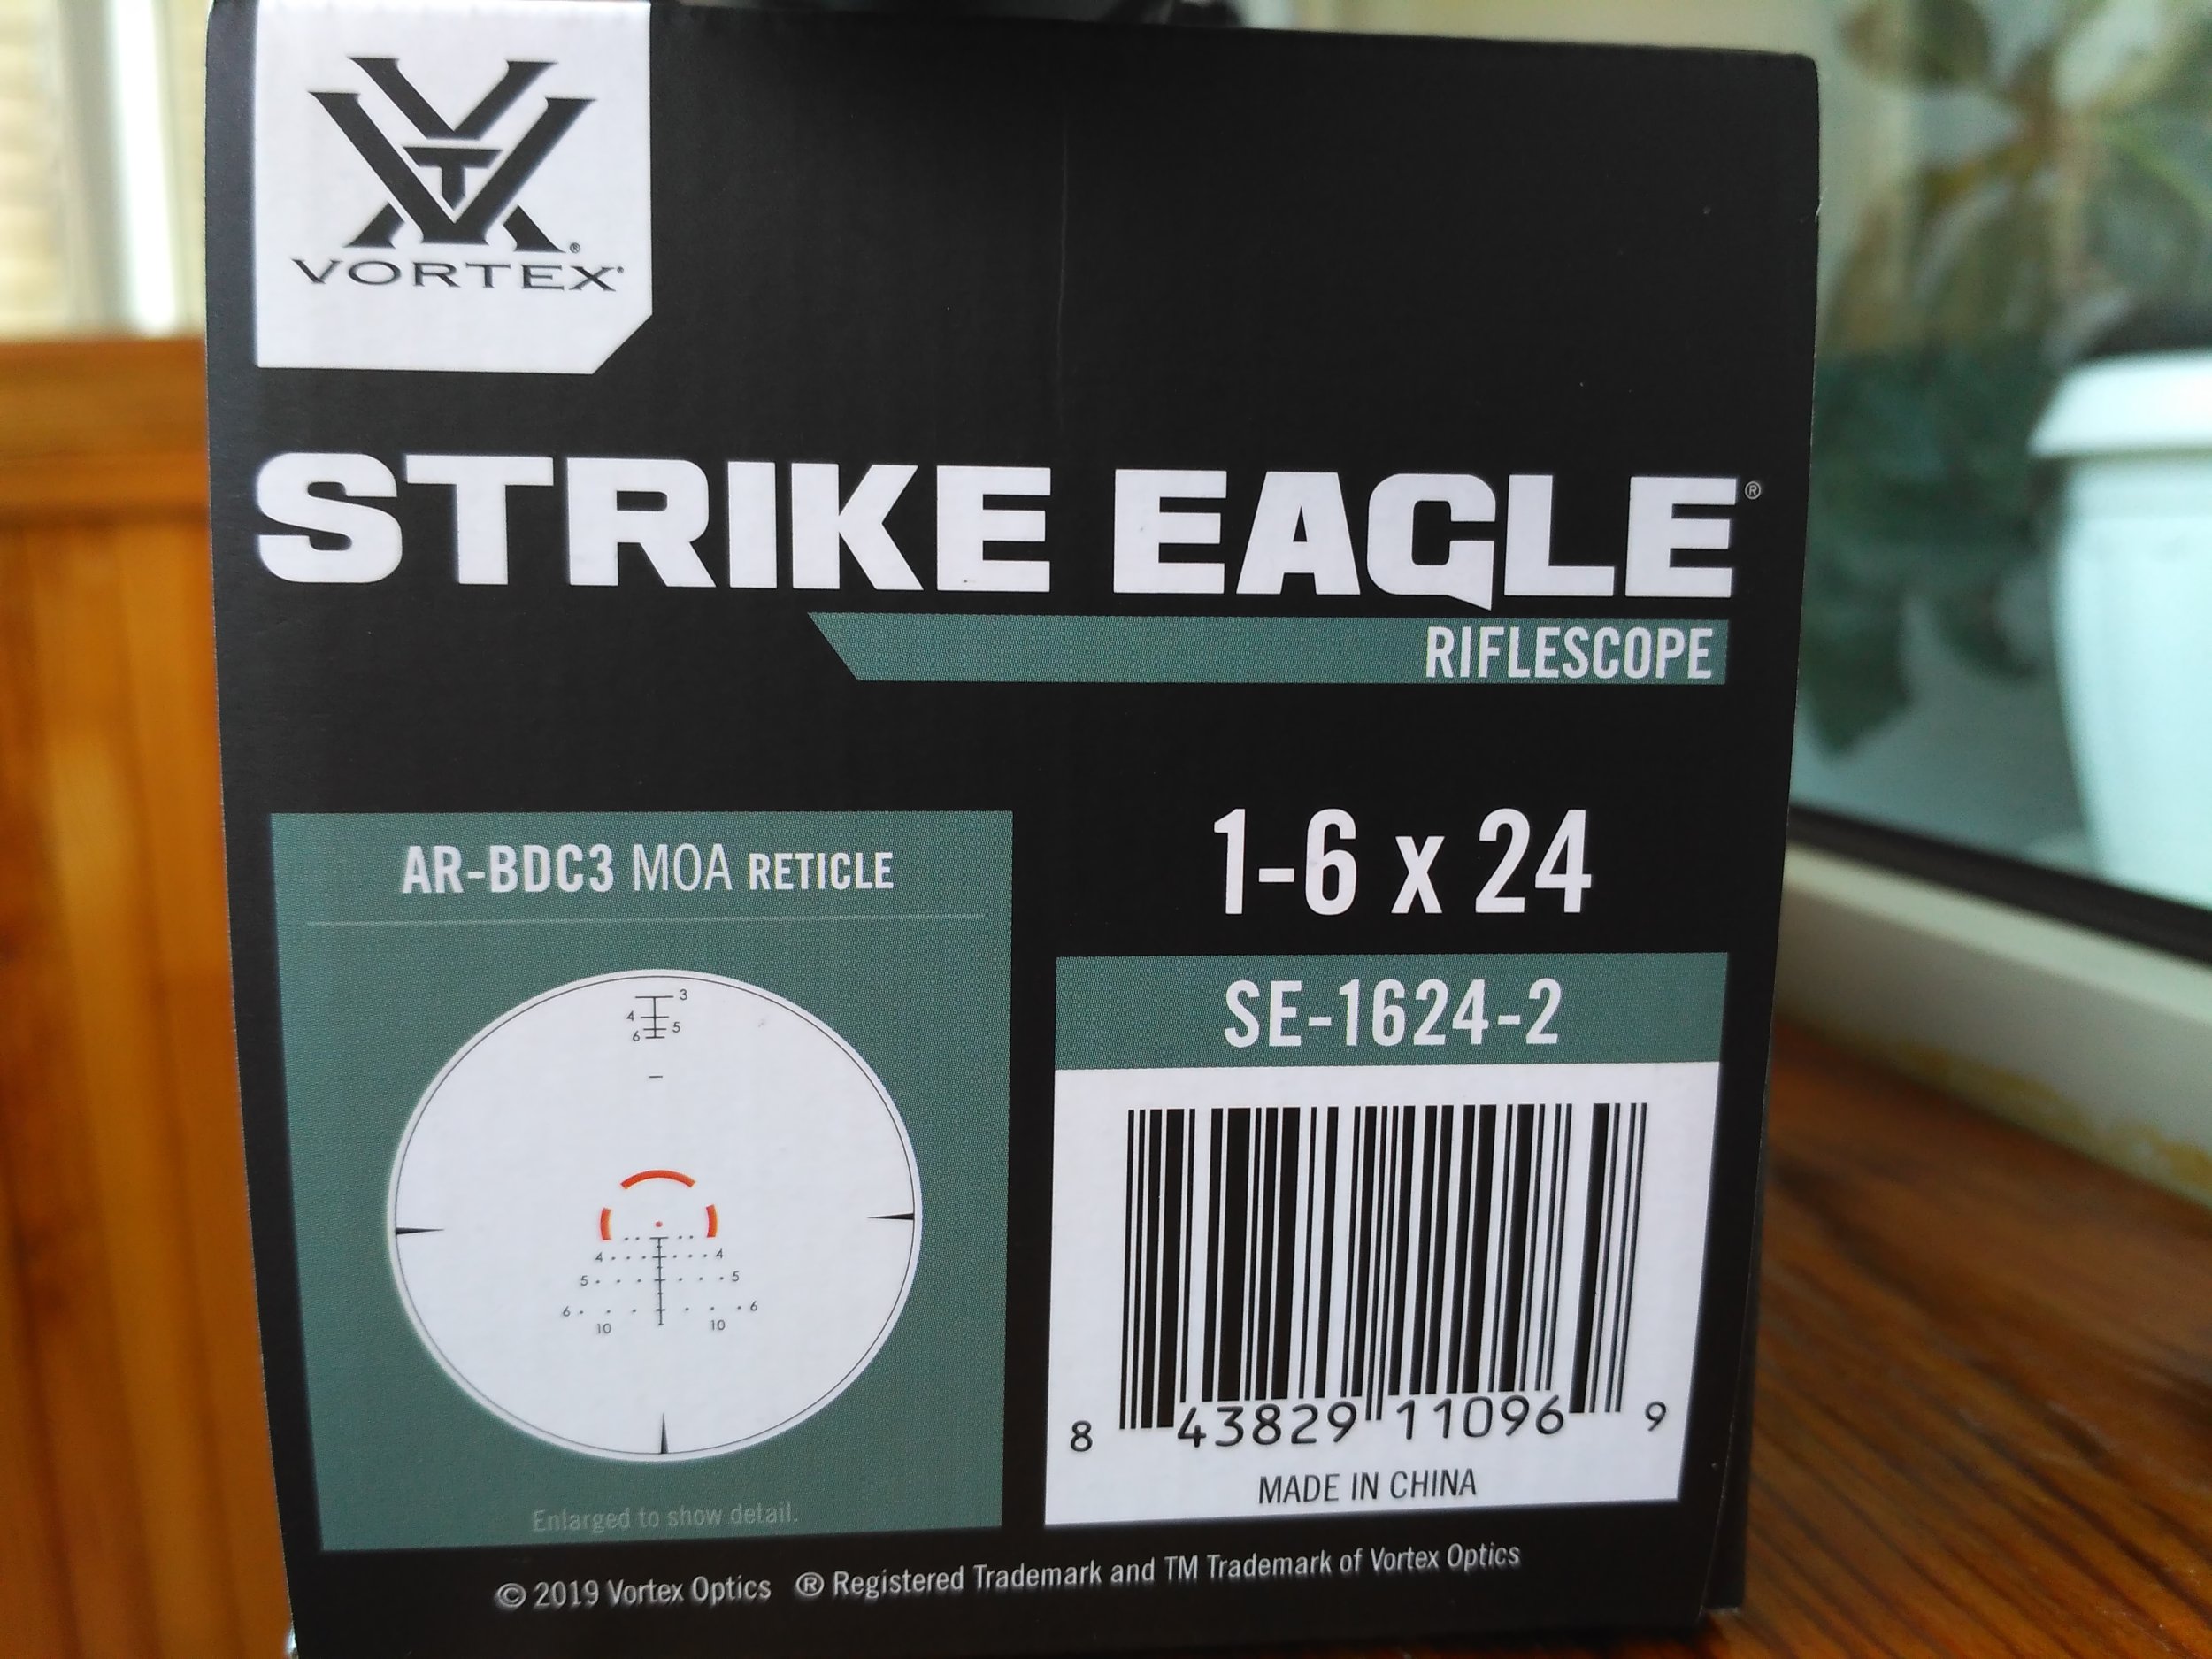 VORTEX®
STRIKE EAGLE®
RIFLESCOPE
AR-BDC3 MOA RETICLE
3
4
5
6
4 4
5 5
6 6
10 10
Enlarged to show detail.
1-6 x 24
SE-1624-2
8 43829 11096 9
MADE IN CHINA
© 2019 Vortex Optics ® Registered Trademark and TM Trademark of Vortex Optics